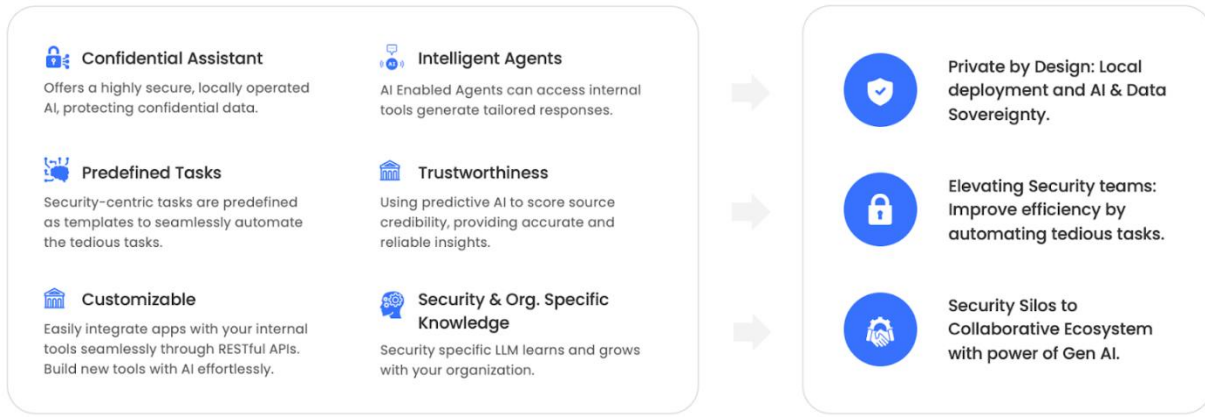 Confidential Assistant
Offers a highly secure, locally operated
AI, protecting confidential data.
Intelligent Agents
AI Enabled Agents can access internal
tools generate tailored responses.
Predefined Tasks
Security-centric tasks are predefined
as templates to seamlessly automate
the tedious tasks.
Trustworthiness
Using predictive AI to score source
credibility, providing accurate and
reliable insights.
Customizable
Easily integrate apps with your internal
tools seamlessly through RESTful APIs.
Build new tools with AI effortlessly.
AI
Security & Org. Specific
Knowledge
Security specific LLM learns and grows
with your organization.
Private by Design: Local
deployment and AI & Data
Sovereignty.
Elevating Security teams:
Improve efficiency by
automating tedious tasks.
Security Silos to
Collaborative Ecosystem
with power of Gen AI.